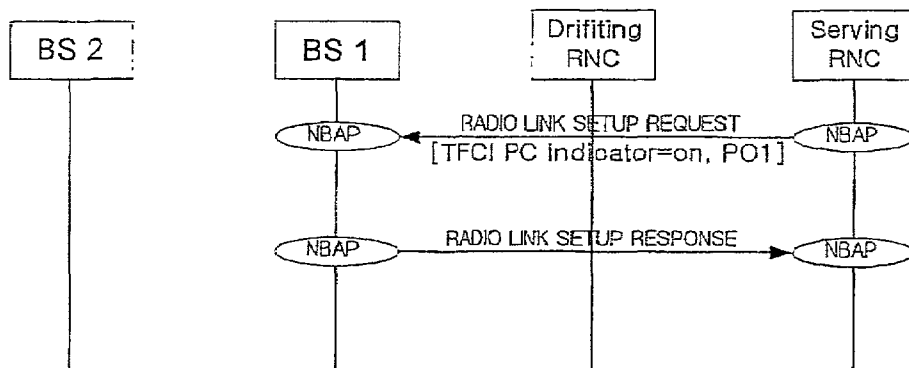 BS 2
BS 1
Drifiting
RNC
Serving
RNC
NBAP
RADIO LINK SETUP REQUEST
NBAP
[TFCI PC indicator=on, PO1]
NBAP
RADIO LINK SETUP RESPONSE
NBAP